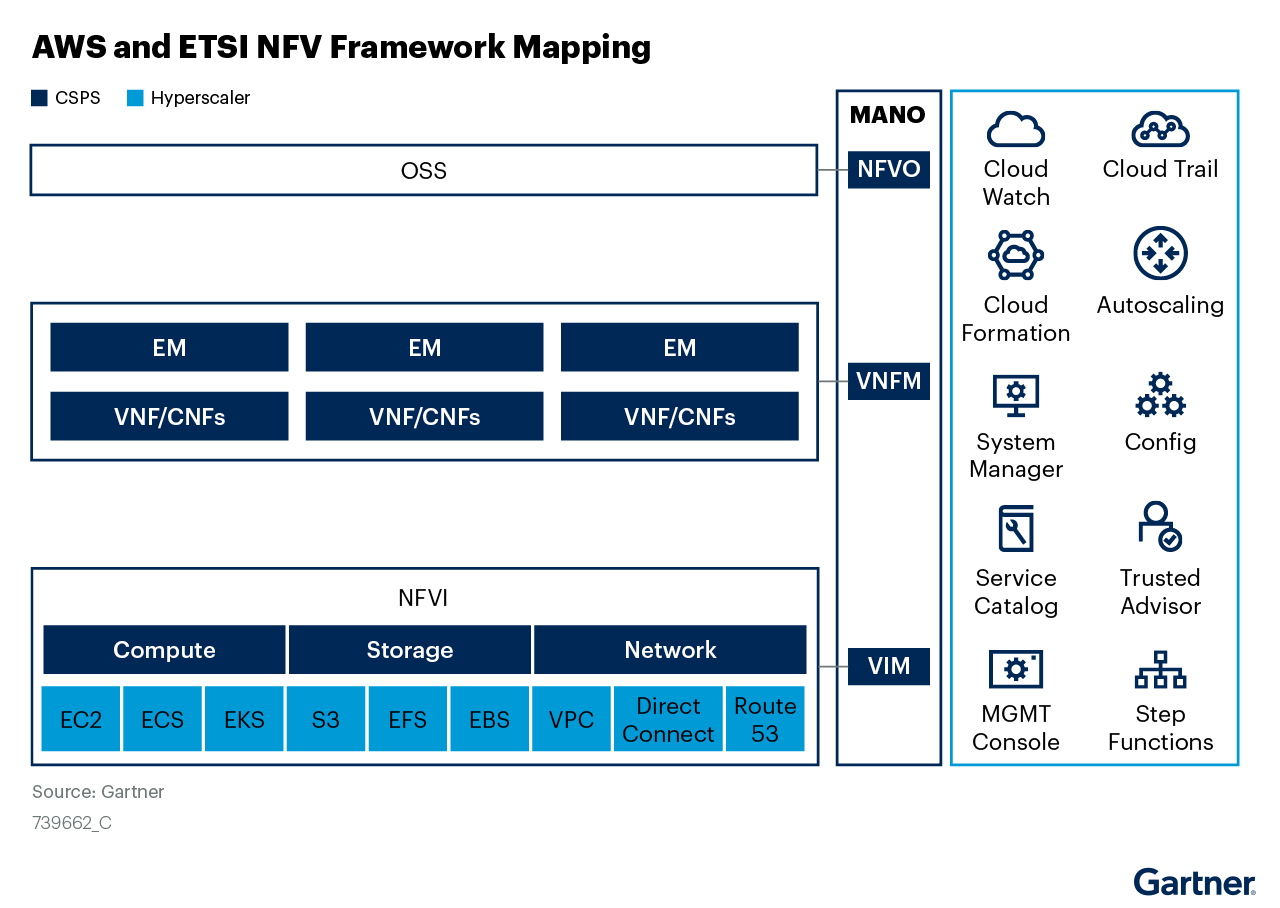 AWS and ETSI NFV Framework Mapping
CSPS
Hyperscaler
OSS
EM
EM
EM
VNF/CNFs
VNF/CNFs
VNF/CNFs
NFVI
Compute
Storage
Network
EC2
ECS
EKS
S3
EFS
EBS
VPC
Direct
Connect
Route
53
MANO
NFVO
VNFM
VIM
Cloud
Watch
Cloud Trail
Cloud
Formation
Autoscaling
System
Manager
Config
Service
Catalog
Trusted
Advisor
MGMT
Console
Step
Functions
Source: Gartner
739662_C
Gartner®